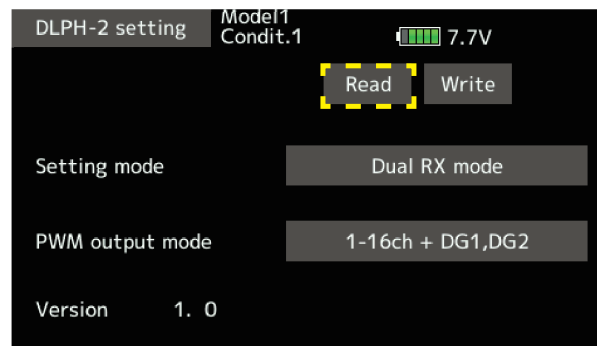 DLPH-2 setting
Model1
Condit.1
7.7V
Read
Write
Setting mode
Dual RX mode
PWM output mode
1-16ch + DG1,DG2
Version 1. 0